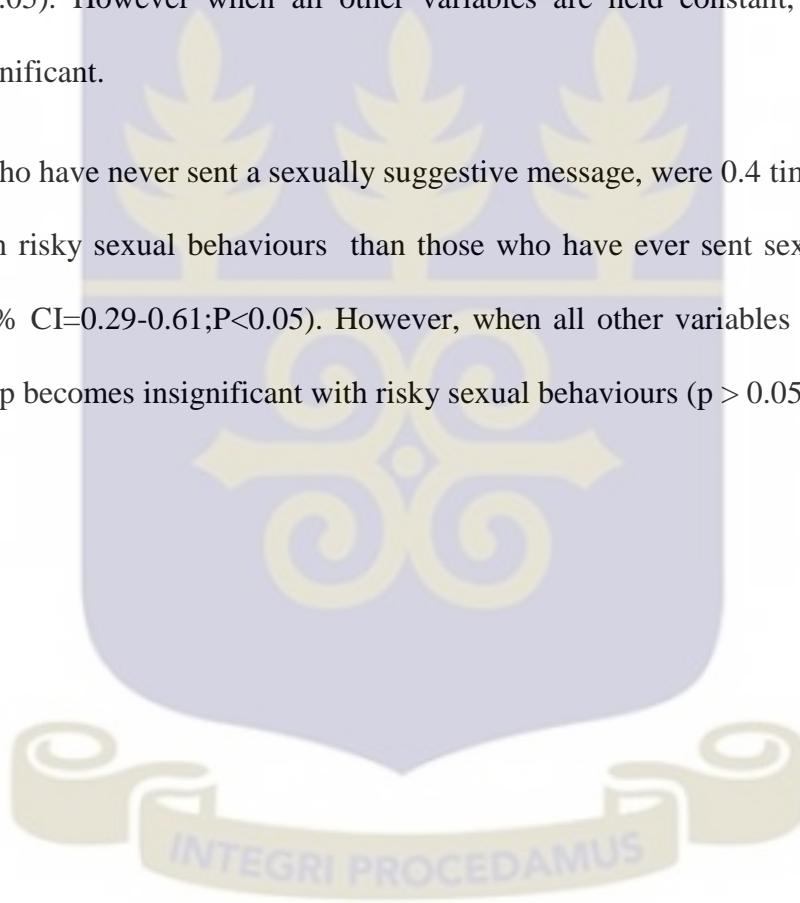 .05). However when all other variables are held constant,
nificant.
ho have never sent a sexually suggestive message, were 0.4
n risky sexual behaviours than those who have ever sent
% CI=0.29-0.61;P<0.05). However, when all other variables
p becomes insignificant with risky sexual behaviours (p > 0.05
INTEGRI PROCEDAMUS